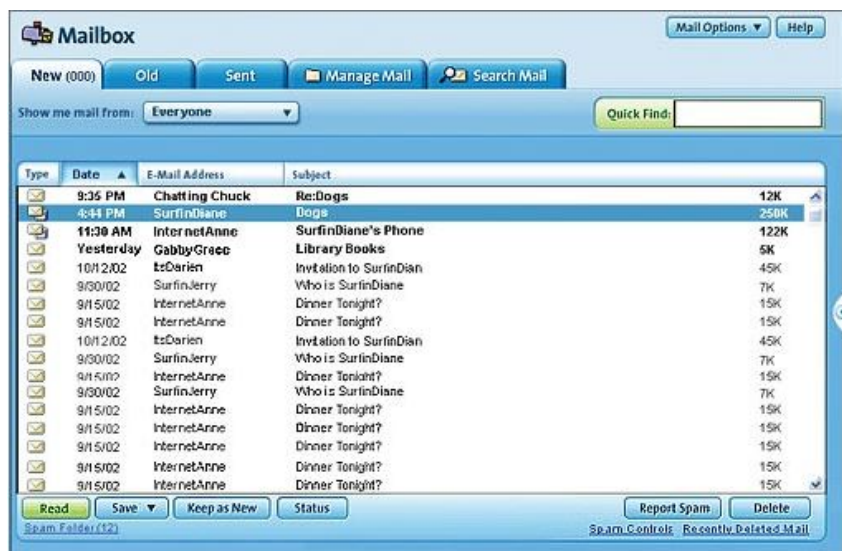 Mailbox Mail Options Help
New (000) Old Sent Manage Mail Search Mail
Show me mail from: Everyone Quick Find:
Type Date E-Mail Address Subject
9:35 PM Chatting Chuck Re:Dogs 12K
4:44 PM SurfinDiane Dogs 250K
11:30 AM InternetAnne SurfinDiane's Phone 122K
Yesterday GabbyGrace Library Books 5K
10/12/02 ItsDarien Invitation to SurfinDian 45K
9/30/02 SurfinJerry Who is SurfinDiane 7K
9/15/02 InternetAnne Dinner Tonight? 15K
9/15/02 InternetAnne Dinner Tonight? 15K
10/12/02 ItsDarien Invitation to SurfinDian 45K
9/30/02 SurfinJerry Who is SurfinDiane 7K
9/15/02 InternetAnne Dinner Tonight? 15K
9/30/02 SurfinJerry Who is SurfinDiane 7K
9/15/02 InternetAnne Dinner Tonight? 15K
9/15/02 InternetAnne Dinner Tonight? 15K
9/15/02 InternetAnne Dinner Tonight? 15K
9/15/02 InternetAnne Dinner Tonight? 15K
9/15/02 InternetAnne Dinner Tonight? 15K
Read Save Keep as New Status Report Spam Delete
Spam Folder (12) Spam Controls Recently Deleted Mail